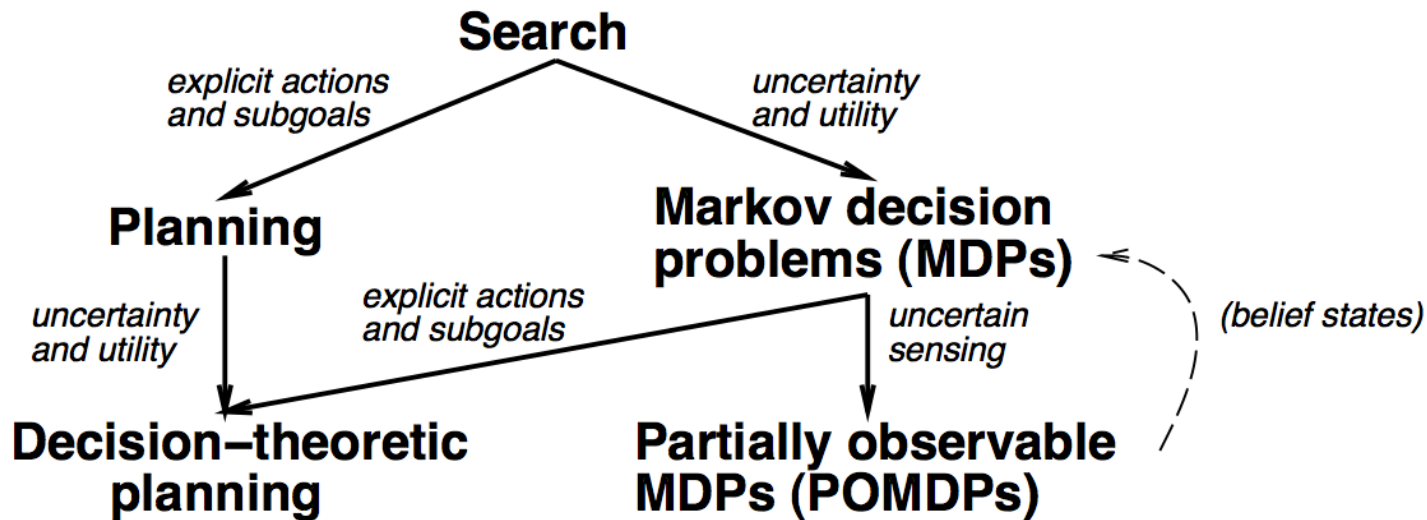 Search
explicit actions
and subgoals
uncertainty
and utility
Planning
Markov decision
problems (MDPs)
uncertainty
and utility
explicit actions
and subgoals
uncertain
sensing
(belief states)
Decision–theoretic
planning
Partially observable
MDPs (POMDPs)